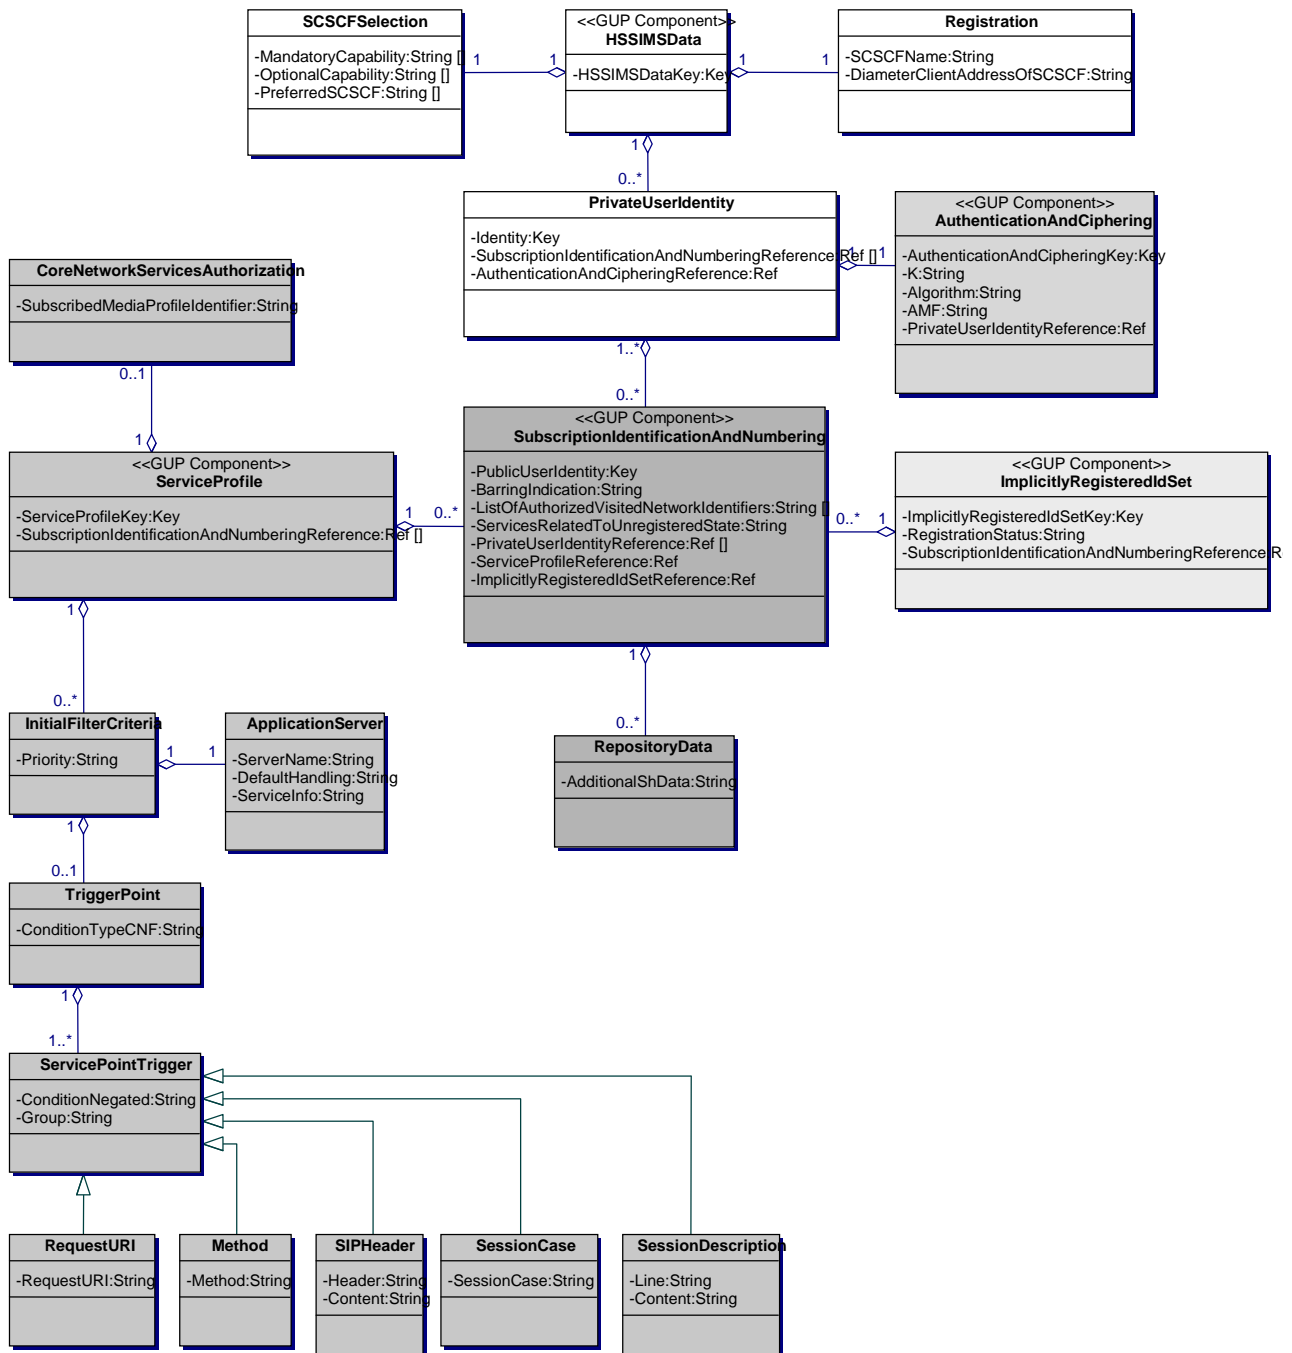 SCSCFSelection
-MandatoryCapability:String []
-OptionalCapability:String []
-PreferredSCSCF:String []
1
1
<<GUP Component>>
HSSIMSData
-HSSIMSDataKey:Key
1
1
Registration
-SCSCFName:String
-DiameterClientAddressOfSCSCF:String
1
0..*
PrivateUserIdentity
-Identity:Key
-SubscriptionIdentificationAndNumberingReference:Ref []
-AuthenticationAndCipheringReference:Ref
1
1
<<GUP Component>>
AuthenticationAndCiphering
-AuthenticationAndCipheringKey:Key
-K:String
-Algorithm:String
-AMF:String
-PrivateUserIdentityReference:Ref
CoreNetworkServicesAuthorization
-SubscribedMediaProfileIdentifier:String
0..1
1
1..*
0..*
<<GUP Component>>
ServiceProfile
-ServiceProfileKey:Key
-SubscriptionIdentificationAndNumberingReference:Ref []
1
0..*
<<GUP Component>>
SubscriptionIdentificationAndNumbering
-PublicUserIdentity:Key
-BarringIndication:String
-ListOfAuthorizedVisitedNetworkIdentifiers:String []
-ServicesRelatedToUnregisteredState:String
-PrivateUserIdentityReference:Ref []
-ServiceProfileReference:Ref
-ImplicitlyRegisteredIdSetReference:Ref
0..*
1
<<GUP Component>>
ImplicitlyRegisteredIdSet
-ImplicitlyRegisteredIdSetKey:Key
-RegistrationStatus:String
-SubscriptionIdentificationAndNumberingReference:R
1
0..*
1
0..*
InitialFilterCriteria
-Priority:String
1
1
ApplicationServer
-ServerName:String
-DefaultHandling:String
-ServiceInfo:String
RepositoryData
-AdditionalShData:String
1
0..1
TriggerPoint
-ConditionTypeCNF:String
1
1..*
ServicePointTrigger
-ConditionNegated:String
-Group:String
RequestURI
-RequestURI:String
Method
-Method:String
SIPHeader
-Header:String
-Content:String
SessionCase
-SessionCase:String
SessionDescription
-Line:String
-Content:String